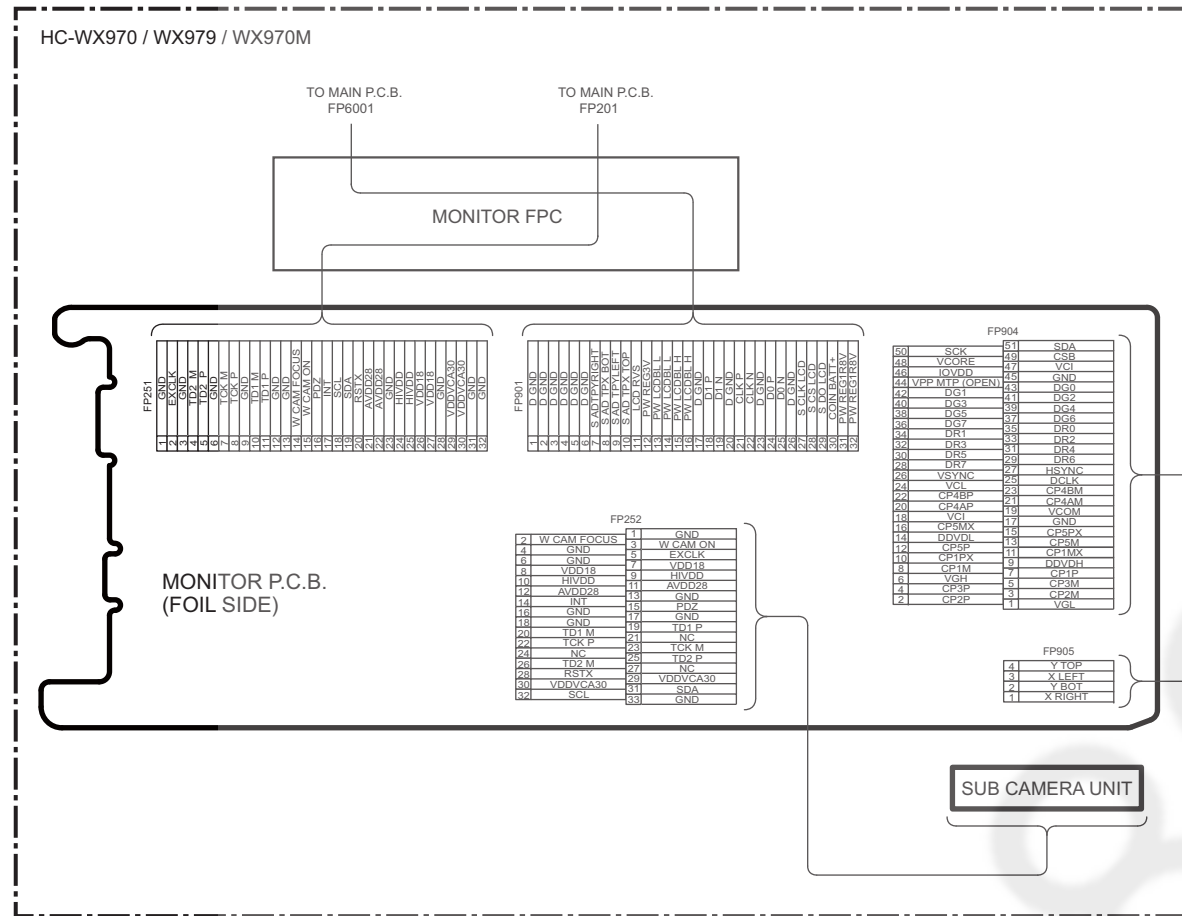 HC-WX970 / WX979 / WX970M
TO MAIN P.C.B.
FP6001
TO MAIN P.C.B.
FP201
MONITOR FPC
FP251
1 GND
2 EXCLK
3 GND
4 TD2 M
5 TD2 P
6 GND
7 TCK M
8 TCK P
9 GND
10 TD1 M
11 TD1 P
12 GND
13 GND
14 W CAM FOCUS
15 W CAM ON
16 PDZ
17 INT
18 SCL
19 SDA
20 RSTX
21 AVDD28
22 AVDD28
23 GND
24 HIVDD
25 HIVDD
26 VDD18
27 VDD18
28 GND
29 VDDVCA30
30 VDDVCA30
31 GND
32 GND
FP901
1 D GND
2 D GND
3 D GND
4 D GND
5 D GND
6 D GND
7 S ADTPYRIGHT
8 S AD TPX BOT
9 S AD TPYLEFT
10 S AD TPX TOP
11 LCD RVS
12 PW REG3V
13 PW LCDBL L
14 PW LCDBL L
15 PW LCDBL H
16 PW LCDBL H
17 D GND
18 D1 P
19 D1 N
20 D GND
21 CLK P
22 CLK N
23 D GND
24 D0 P
25 D0 N
26 D GND
27 S CLK LCD
28 S CS LCD
29 S DO LCD
30 COIN BATT+
31 PW REG1R8V
32 PW REG1R8V
FP904
51 SDA
50 SCK
49 CSB
48 VCORE
47 VCI
46 IOVDD
45 GND
44 VPP MTP (OPEN)
43 DG0
42 DG1
41 DG2
40 DG3
39 DG4
38 DG5
37 DG6
36 DG7
35 DR0
34 DR1
33 DR2
32 DR3
31 DR4
30 DR5
29 DR6
28 DR7
27 HSYNC
26 VSYNC
25 DCLK
24 VCL
23 CP4BM
22 CP4BP
21 CP4AM
20 CP4AP
19 VCOM
18 VCI
17 GND
16 CP5MX
15 CP5PX
14 DDVDL
13 CP5M
12 CP5P
11 CP1MX
10 CP1PX
9 DDVDH
8 CP1M
7 CP1P
6 VGH
5 CP3M
4 CP3P
3 CP2M
2 CP2P
1 VGL
FP252
1 GND
2 W CAM FOCUS
3 W CAM ON
4 GND
5 EXCLK
6 GND
7 VDD18
8 VDD18
9 HIVDD
10 HIVDD
11 AVDD28
12 AVDD28
13 GND
14 INT
15 PDZ
16 GND
17 GND
18 GND
19 TD1 P
20 TD1 M
21 NC
22 TCK P
23 TCK M
24 NC
25 TD2 P
26 TD2 M
27 NC
28 RSTX
29 VDDVCA30
30 VDDVCA30
31 SDA
32 SCL
33 GND
MONITOR P.C.B.
(FOIL SIDE)
FP905
4 Y TOP
3 X LEFT
2 Y BOT
1 X RIGHT
SUB CAMERA UNIT